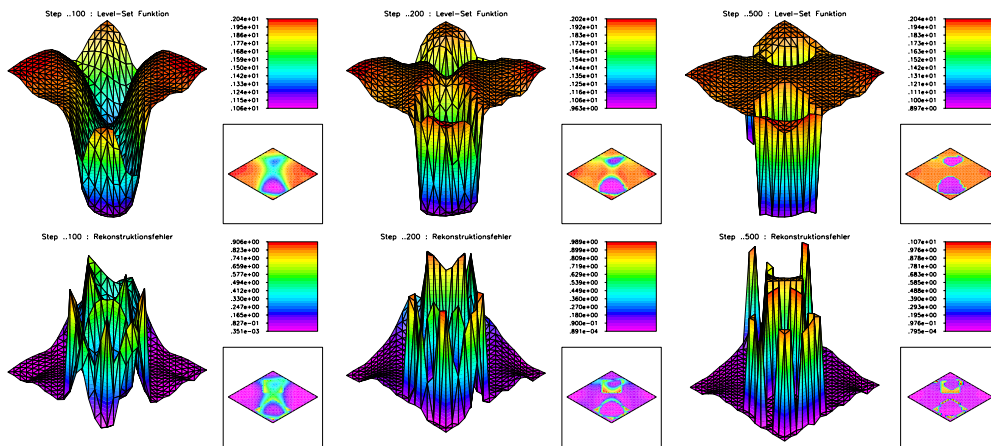 Step ..100 : Level-Set Funktion
.204e+01
.195e+01
.186e+01
.177e+01
.168e+01
.159e+01
.150e+01
.142e+01
.133e+01
.124e+01
.115e+01
.106e+01
Step ..200 : Level-Set Funktion
.202e+01
.192e+01
.183e+01
.173e+01
.164e+01
.154e+01
.144e+01
.135e+01
.125e+01
.115e+01
.106e+01
.963e+00
Step ..500 : Level-Set Funktion
.204e+01
.194e+01
.183e+01
.173e+01
.163e+01
.152e+01
.142e+01
.131e+01
.121e+01
.111e+01
.100e+01
.897e+00
Step ..100 : Rekonstruktionsfehler
.906e+00
.823e+00
.741e+00
.659e+00
.577e+00
.494e+00
.412e+00
.330e+00
.247e+00
.165e+00
.827e-01
.351e-03
Step ..200 : Rekonstruktionsfehler
.989e+00
.899e+00
.809e+00
.719e+00
.629e+00
.539e+00
.449e+00
.360e+00
.270e+00
.180e+00
.900e-01
.891e-04
Step ..500 : Rekonstruktionsfehler
.107e+01
.976e+00
.878e+00
.781e+00
.683e+00
.585e+00
.488e+00
.390e+00
.293e+00
.195e+00
.976e-01
.795e-04